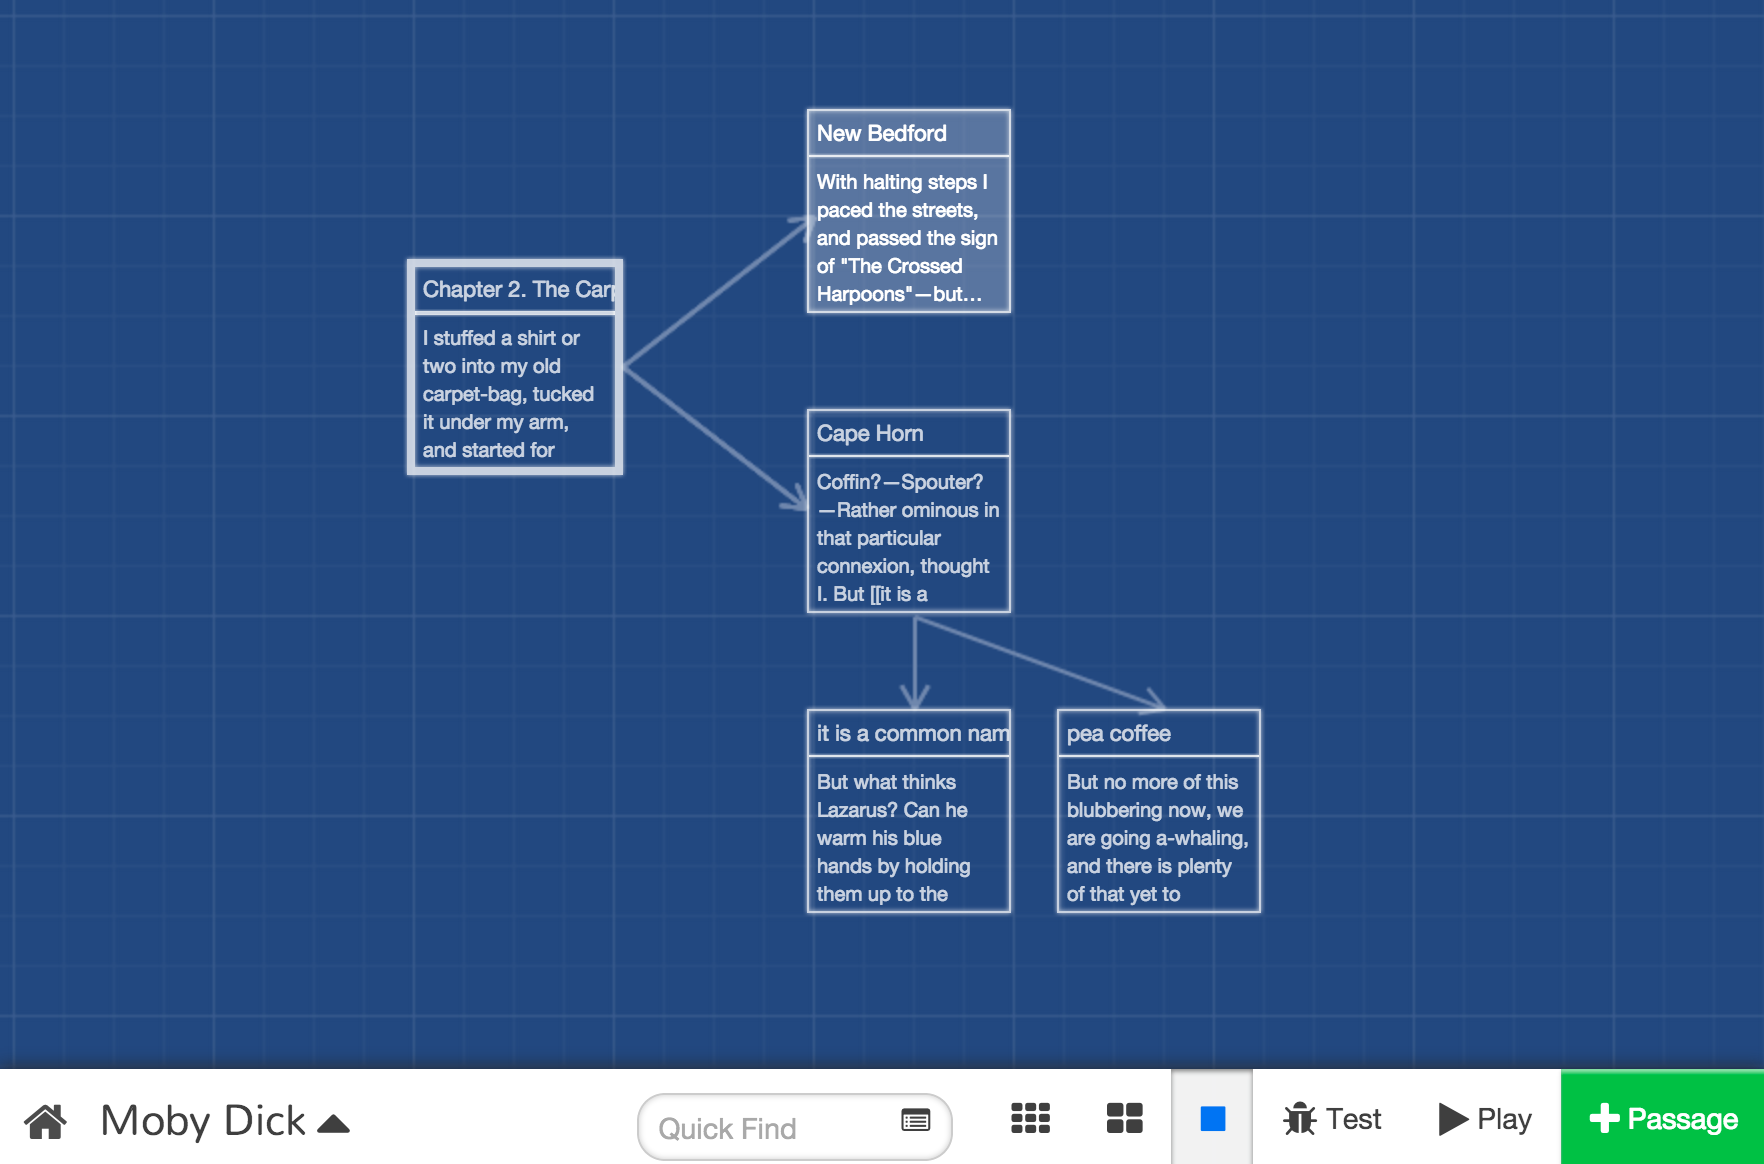 New Bedford
With halting steps I
paced the streets,
and passed the sign
of "The Crossed
Harpoons"—but...
Chapter 2. The Carp
I stuffed a shirt or
two into my old
carpet-bag, tucked
it under my arm,
and started for
Cape Horn
Coffin?—Spouter?
—Rather ominous in
that particular
connexion, thought
I. But [[it is a
it is a common nam
But what thinks
Lazarus? Can he
warm his blue
hands by holding
them up to the
pea coffee
But no more of this
blubbering now, we
are going a-whaling,
and there is plenty
of that yet to
Moby Dick
Quick Find
Test
Play
Passage